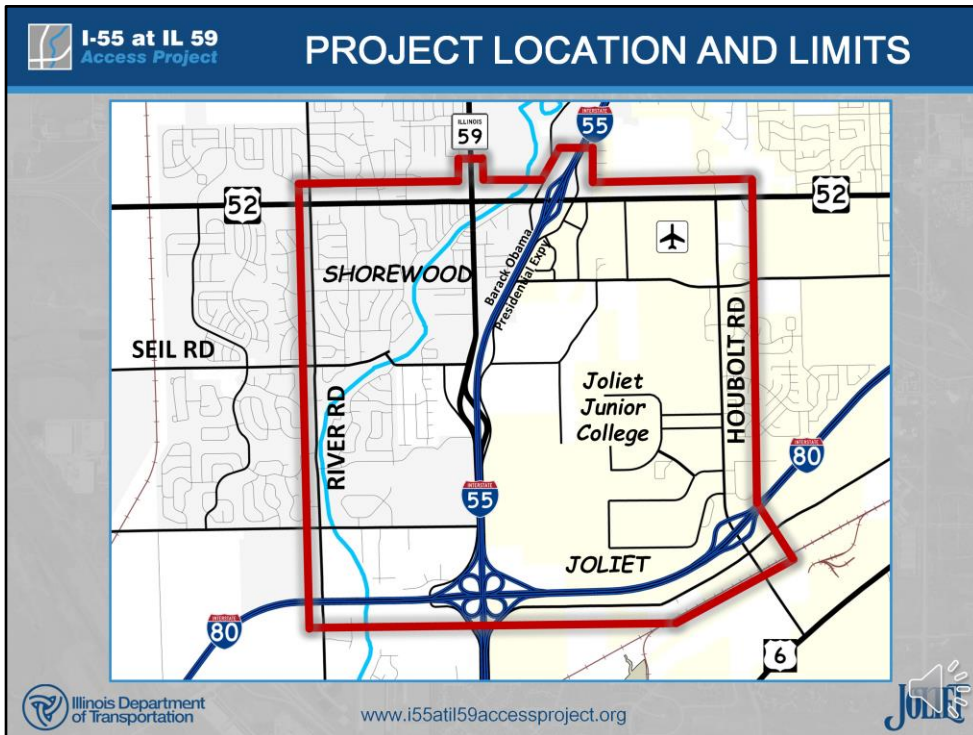 I-55 at IL 59
Access Project
PROJECT LOCATION AND LIMITS
ILLINOIS
59
INTERSTATE
55
52
52
SHOREWOOD
Barack Obama
Presidential Expy
SEIL RD
RIVER RD
Joliet
Junior
College
HOUBOLT RD
INTERSTATE
80
INTERSTATE
55
JOLIET
INTERSTATE
80
6
Illinois Department
of Transportation
www.i55atil59accessproject.org
JOLIET